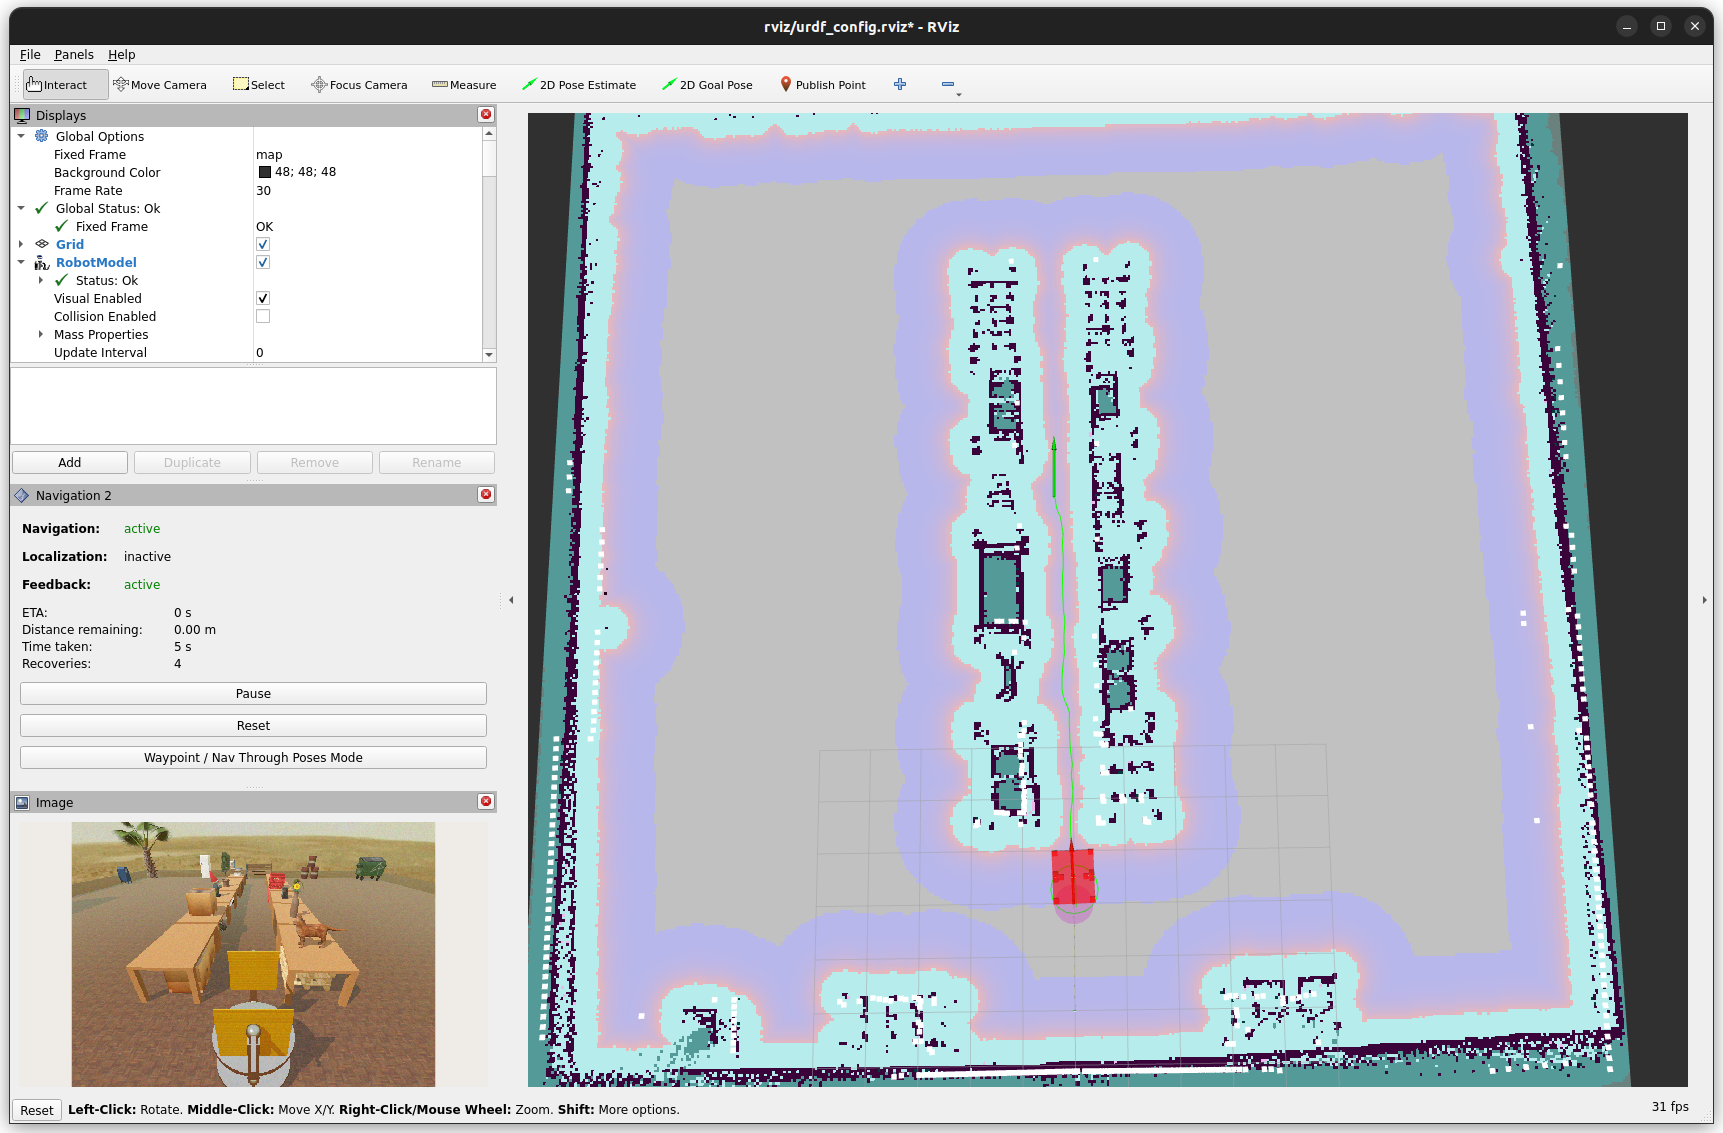 rviz/urdf_config.rviz* - RViz
File Panels Help
Interact Move Camera Select Focus Camera Measure 2D Pose Estimate 2D Goal Pose Publish Point
Displays
Global Options
Fixed Frame map
Background Color 48; 48; 48
Frame Rate 30
Global Status: Ok
Fixed Frame OK
Grid
RobotModel
Status: Ok
Visual Enabled
Collision Enabled
Mass Properties
Update Interval 0
Add Duplicate Remove Rename
Navigation 2
Navigation: active
Localization: inactive
Feedback: active
ETA: 0 s
Distance remaining: 0.00 m
Time taken: 5 s
Recoveries: 4
Pause
Reset
Waypoint / Nav Through Poses Mode
Image
Reset Left-Click: Rotate. Middle-Click: Move X/Y. Right-Click/Mouse Wheel: Zoom. Shift: More options. 31 fps